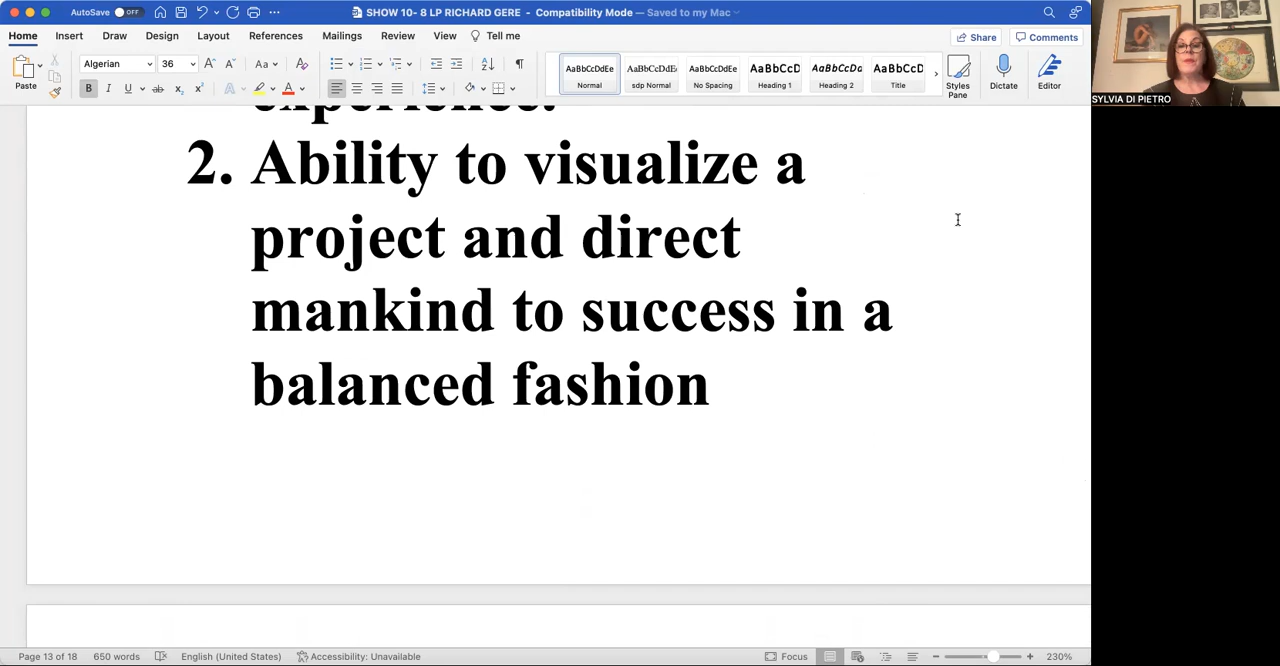 AutoSave OFF SHOW 10- 8 LP RICHARD GERE - Compatibility Mode — Saved to my Mac
Home Insert Draw Design Layout References Mailings Review View Tell me Share Comments
Paste Algerian 36 AaBbCcDdEe AaBbCcDdE AaBbCcDdEe AaBbCcD AaBbCcDc AaBbCcD
Normal sdp Normal No Spacing Heading 1 Heading 2 Title Styles Pane Dictate Editor
SYLVIA DI PIETRO
experience.
2. Ability to visualize a
project and direct
mankind to success in a
balanced fashion
Page 13 of 18 650 words English (United States) Accessibility: Unavailable Focus 230%